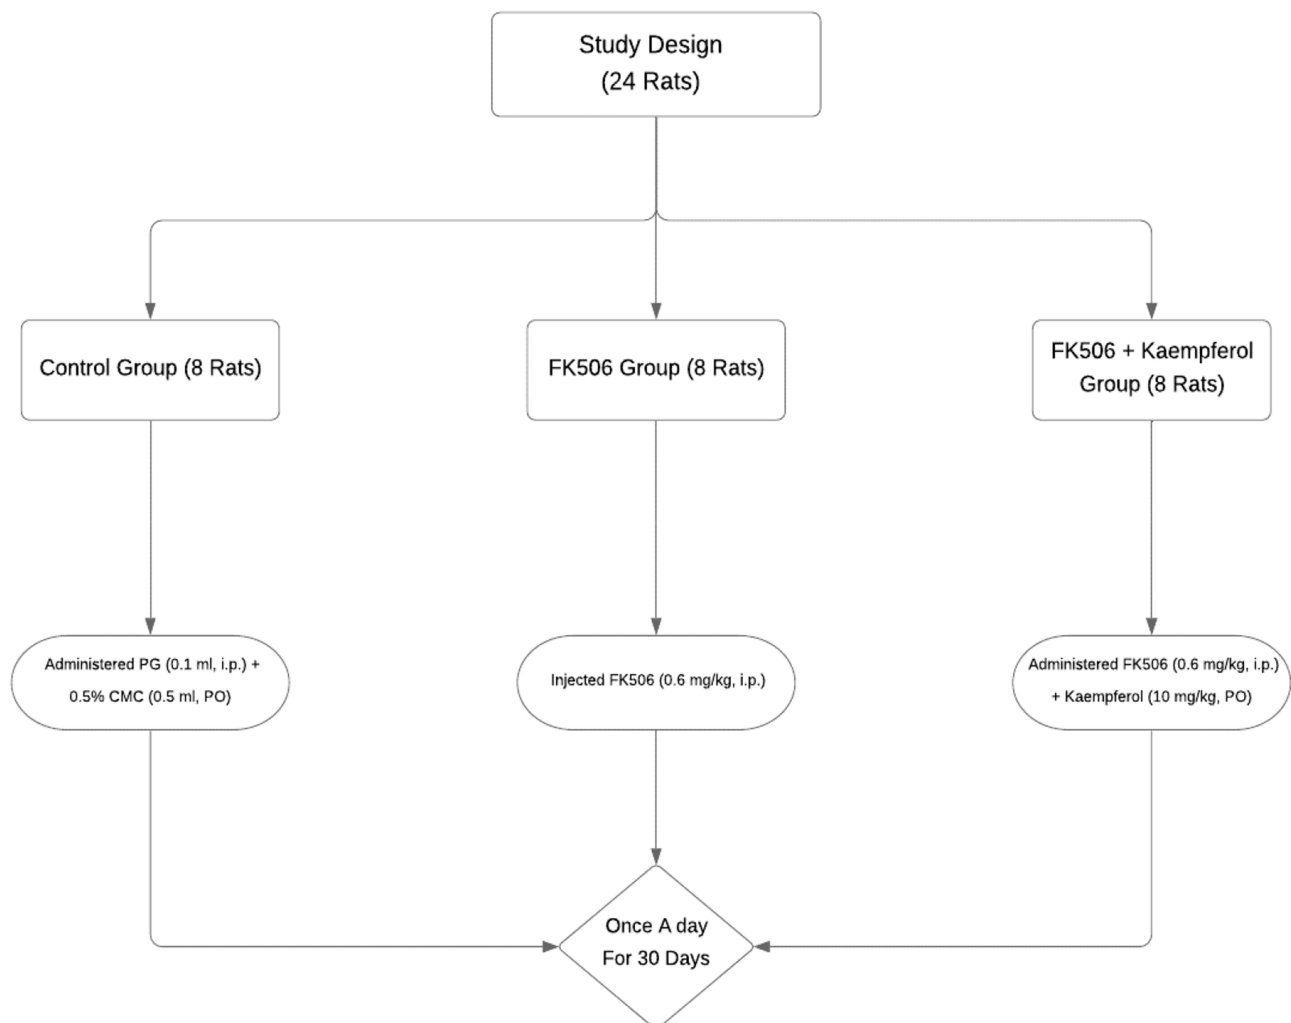 Study Design
(24 Rats)
Control Group (8 Rats)
FK506 Group (8 Rats)
FK506 + Kaempferol
Group (8 Rats)
Administered PG (0.1 ml, i.p.) +
0.5% CMC (0.5 ml, PO)
Injected FK506 (0.6 mg/kg, i.p.)
Administered FK506 (0.6 mg/kg, i.p.)
+ Kaempferol (10 mg/kg, PO)
Once A day
For 30 Days